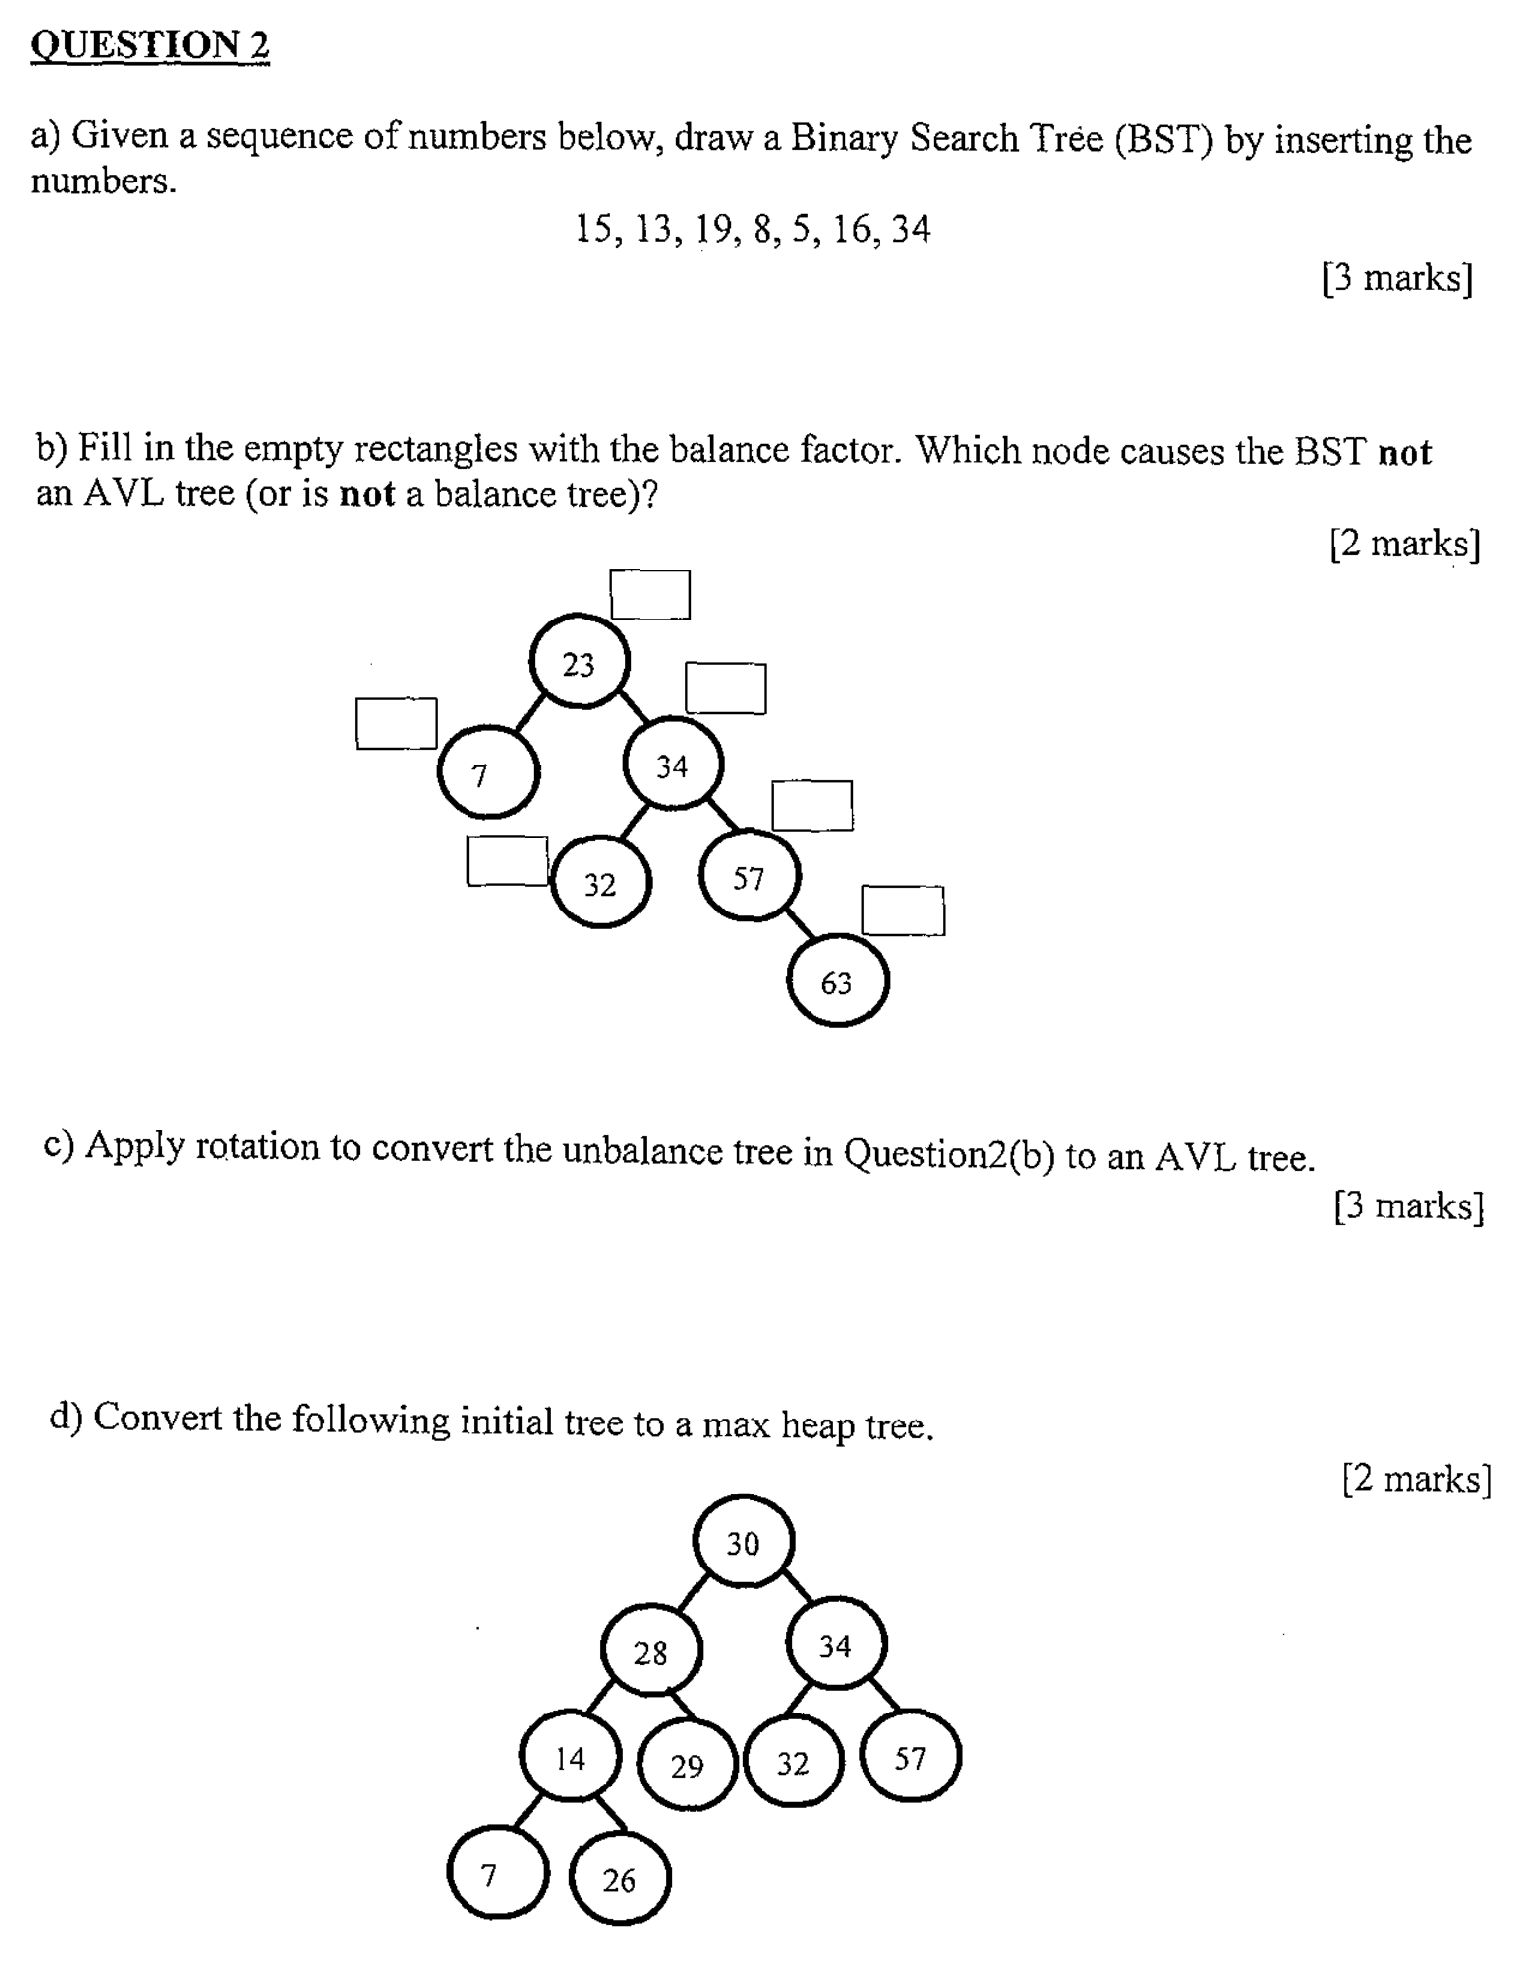 QUESTION 2
a) Given a sequence of numbers below, draw a Binary Search Tree (BST) by inserting the
numbers.
15, 13, 19, 8, 5, 16, 34
[3 marks]
b) Fill in the empty rectangles with the balance factor. Which node causes the BST not
an AVL tree (or is not a balance tree)?
[2 marks]
23
7
34
32
57
63
c) Apply rotation to convert the unbalance tree in Question2(b) to an AVL tree.
[3 marks]
d) Convert the following initial tree to a max heap tree.
[2 marks]
30
28
34
14
29
32
57
7
26